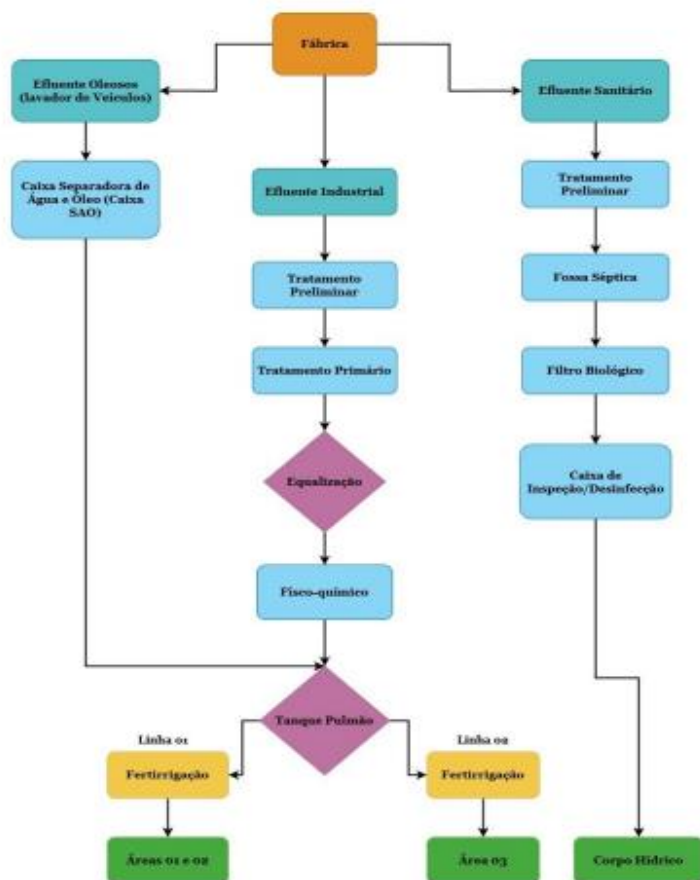 Fábrica
Efluente Oleosos
(lavador de Veículos)
Efluente Sanitário
Caixa Separadora de
Água e Óleo (Caixa
SAO)
Efluente Industrial
Tratamento
Preliminar
Tratamento
Preliminar
Fossa Séptica
Tratamento Primário
Filtro Biológico
Equalização
Caixa de
Inspeção/Desinfecção
Físco-químico
Tanque Pulmão
Linha 01
Linha 02
Fertirrigação
Fertirrigação
Áreas 01 e 02
Área 03
Corpo Hídrico